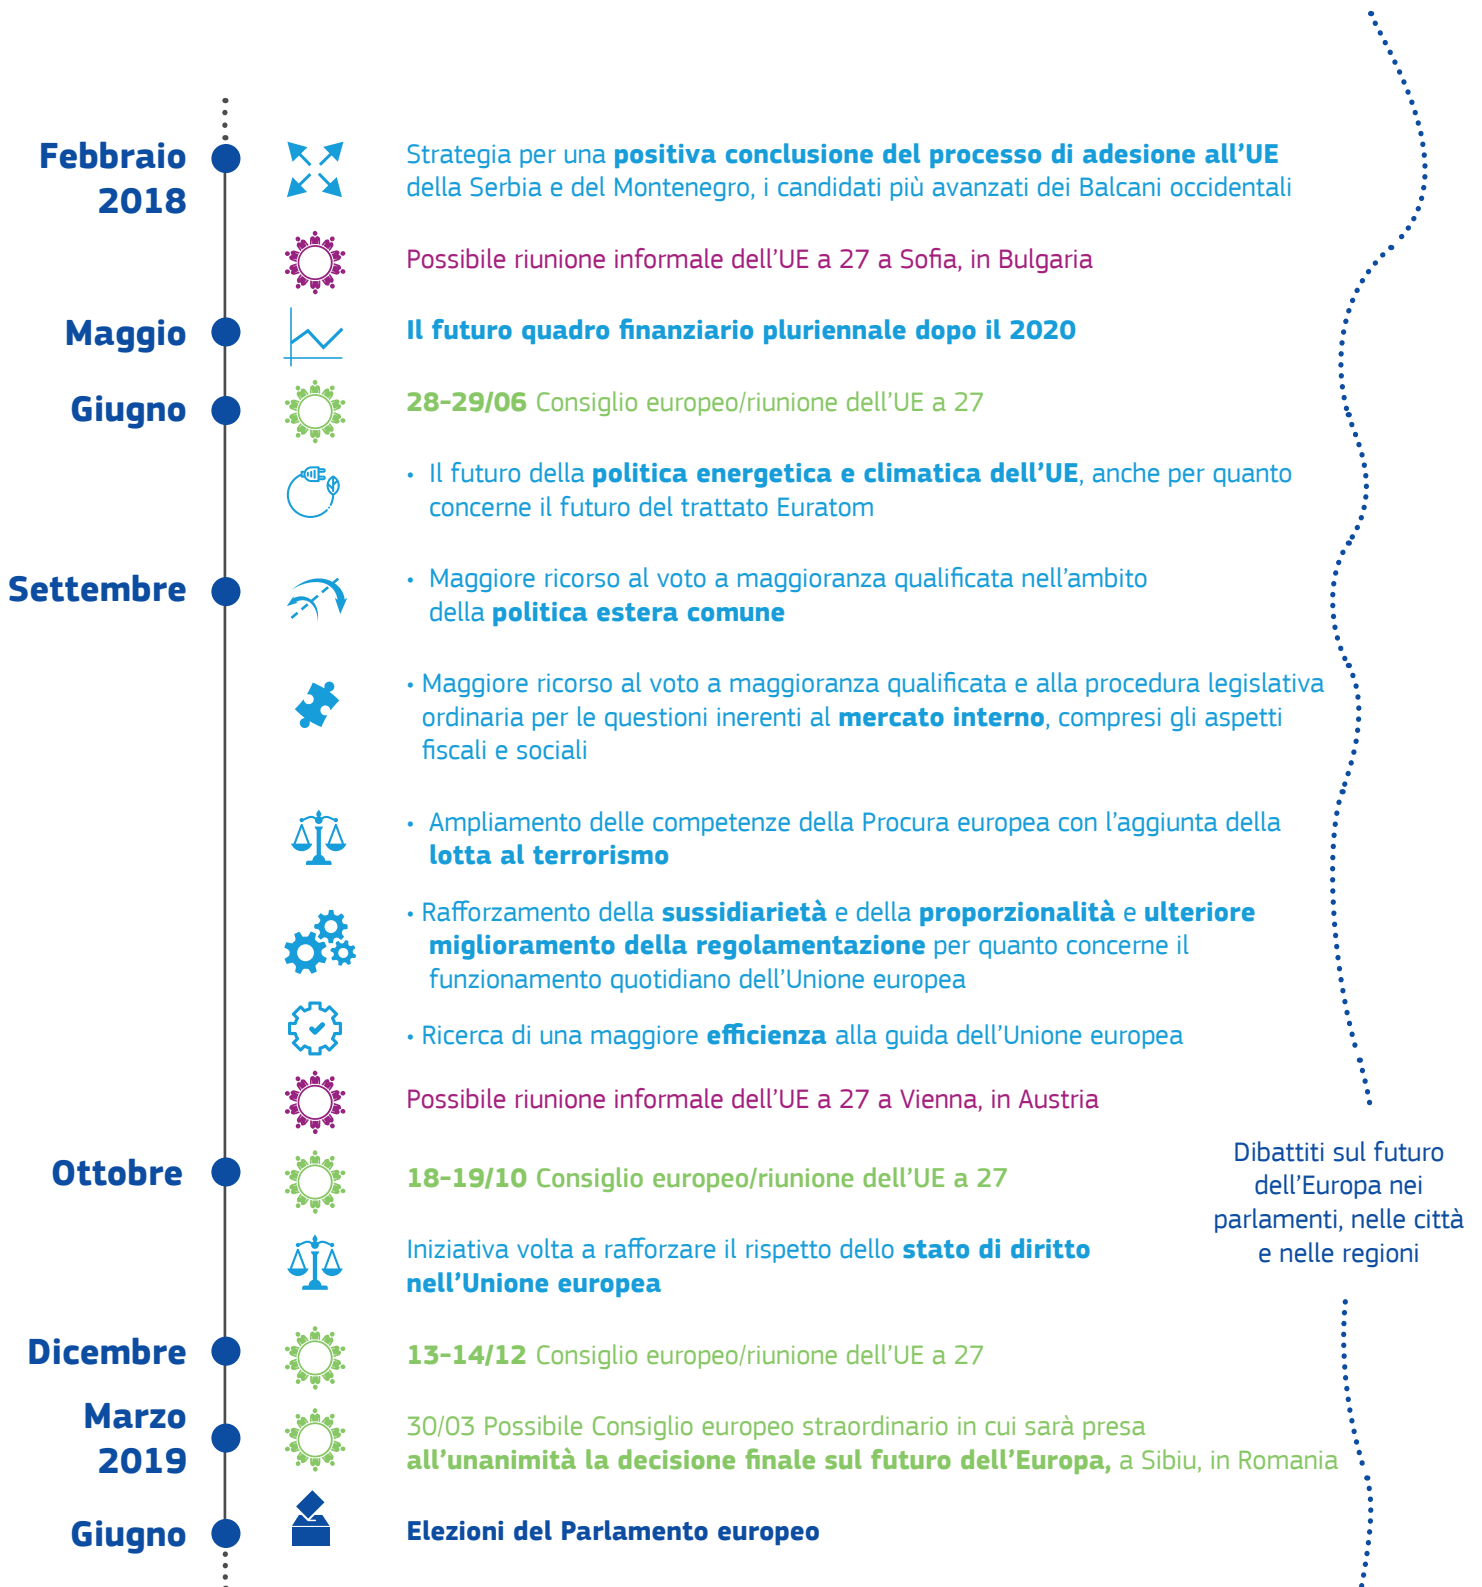 Febbraio
2018
Strategia per una positiva conclusione del processo di adesione all'UE
della Serbia e del Montenegro, i candidati più avanzati dei Balcani occidentali
Possibile riunione informale dell'UE a 27 a Sofia, in Bulgaria
Maggio
Il futuro quadro finanziario pluriennale dopo il 2020
Giugno
28-29/06 Consiglio europeo/riunione dell'UE a 27
• Il futuro della politica energetica e climatica dell'UE, anche per quanto
concerne il futuro del trattato Euratom
Settembre
• Maggiore ricorso al voto a maggioranza qualificata nell'ambito
della politica estera comune
• Maggiore ricorso al voto a maggioranza qualificata e alla procedura legislativa
ordinaria per le questioni inerenti al mercato interno, compresi gli aspetti
fiscali e sociali
• Ampliamento delle competenze della Procura europea con l'aggiunta della
lotta al terrorismo
• Rafforzamento della sussidiarietà e della proporzionalità e ulteriore
miglioramento della regolamentazione per quanto concerne il
funzionamento quotidiano dell'Unione europea
• Ricerca di una maggiore efficienza alla guida dell'Unione europea
Possibile riunione informale dell'UE a 27 a Vienna, in Austria
Ottobre
18-19/10 Consiglio europeo/riunione dell'UE a 27
Iniziativa volta a rafforzare il rispetto dello stato di diritto
nell'Unione europea
Dibattiti sul futuro
dell'Europa nei
parlamenti, nelle città
e nelle regioni
Dicembre
13-14/12 Consiglio europeo/riunione dell'UE a 27
Marzo
2019
30/03 Possibile Consiglio europeo straordinario in cui sarà presa
all'unanimità la decisione finale sul futuro dell'Europa, a Sibiu, in Romania
Giugno
Elezioni del Parlamento europeo